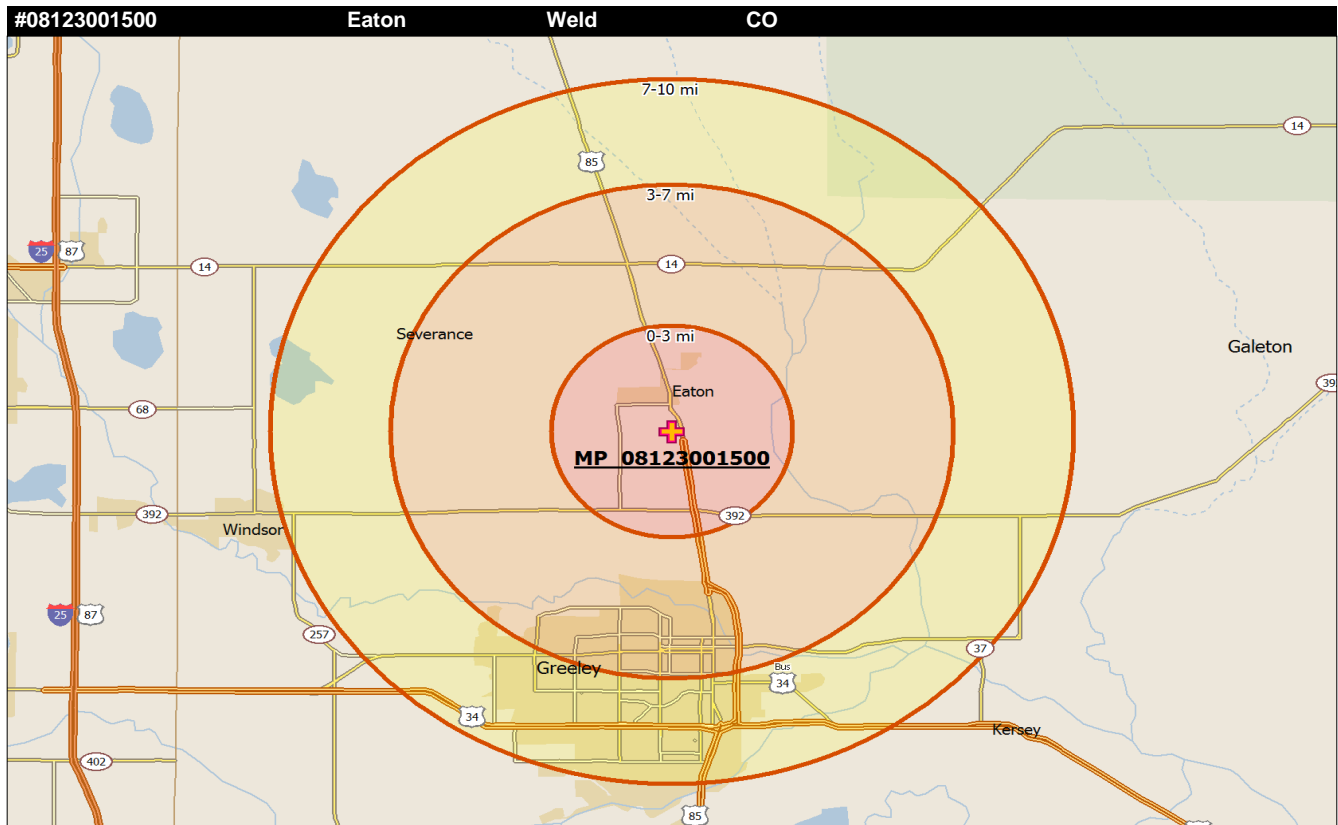 #08123001500 Eaton Weld CO
7-10 mi
14
85
3-7 mi
25 87
14
14
Severance
0-3 mi
Galeton
39
Eaton
68
MP 08123001500
392
392
Windsor
25 87
257
37
Greeley
Bus
34
34
Kersey
402
85